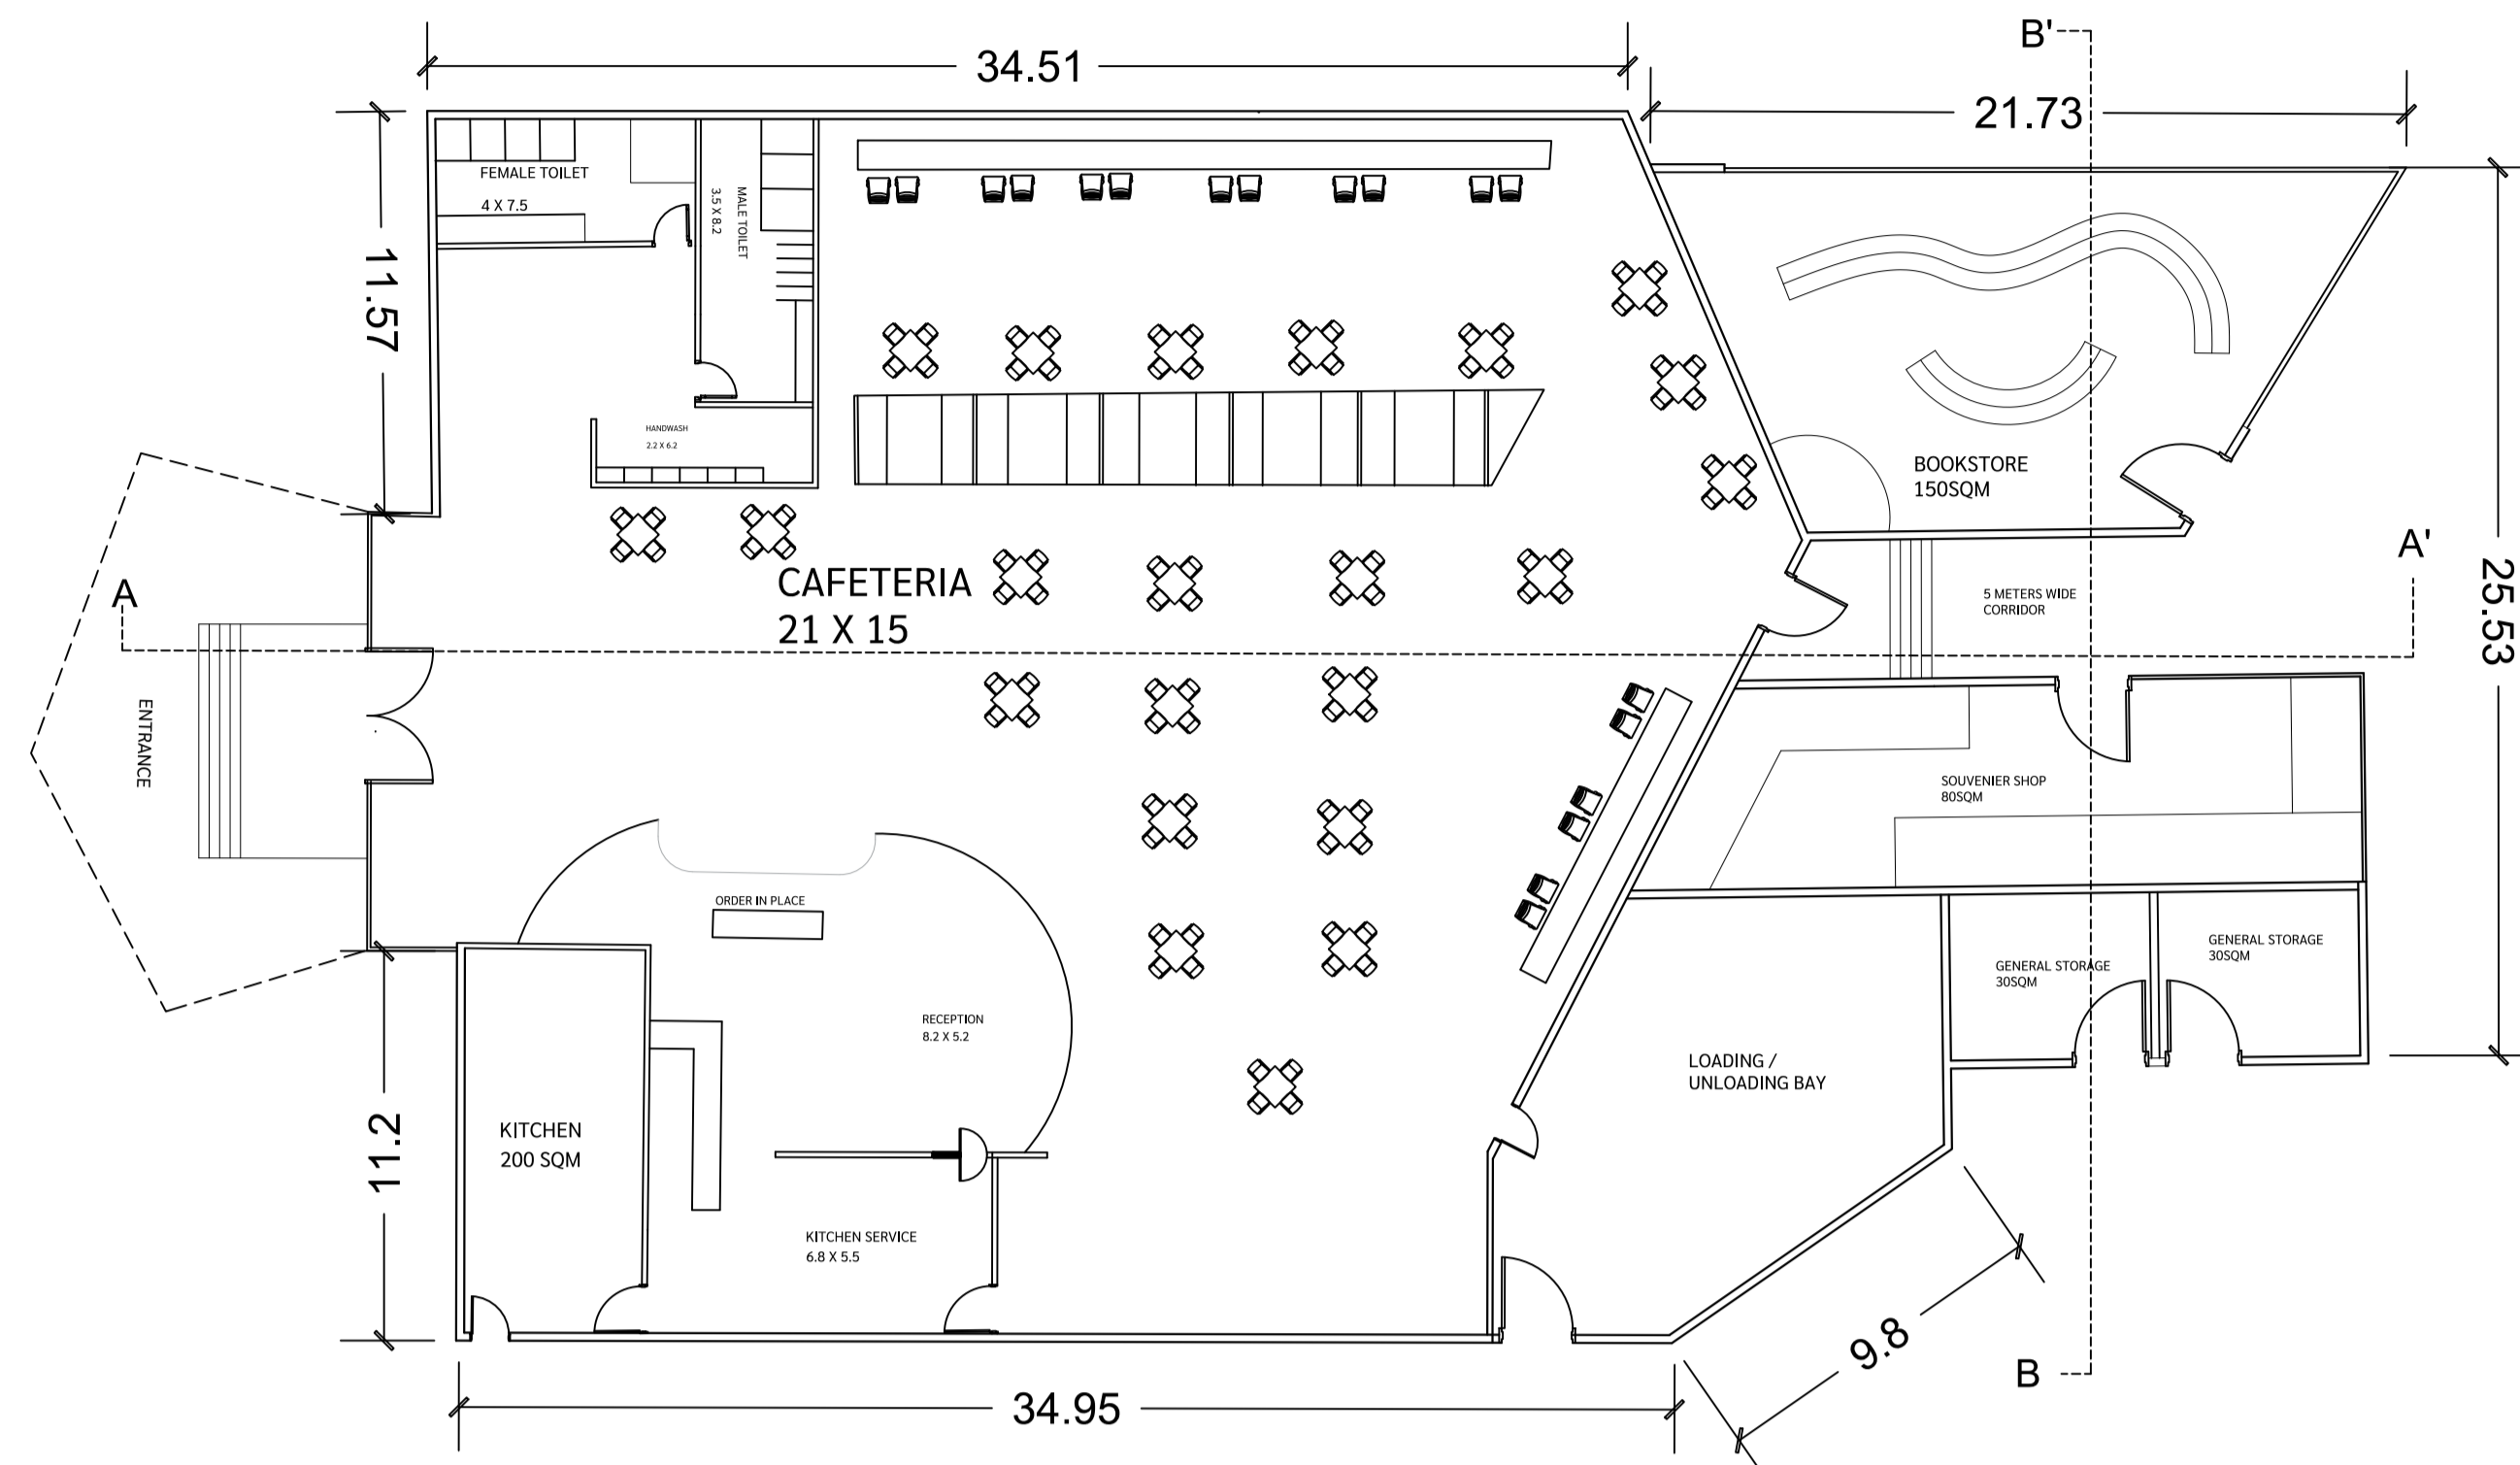 B'
34.51
21.73
FEMALE TOILET
4 X 7.5
MALE TOILET
3.5 X 8.2
11.57
HANDWASH
2.2 X 6.2
BOOKSTORE
150SQM
A
A'
CAFETERIA
21 X 15
5 METERS WIDE
CORRIDOR
25.53
ENTRANCE
SOUVENIER SHOP
80SQM
ORDER IN PLACE
GENERAL STORAGE
30SQM
GENERAL STORAGE
30SQM
RECEPTION
8.2 X 5.2
LOADING /
UNLOADING BAY
KITCHEN
200 SQM
11.2
KITCHEN SERVICE
6.8 X 5.5
9.8
B
34.95